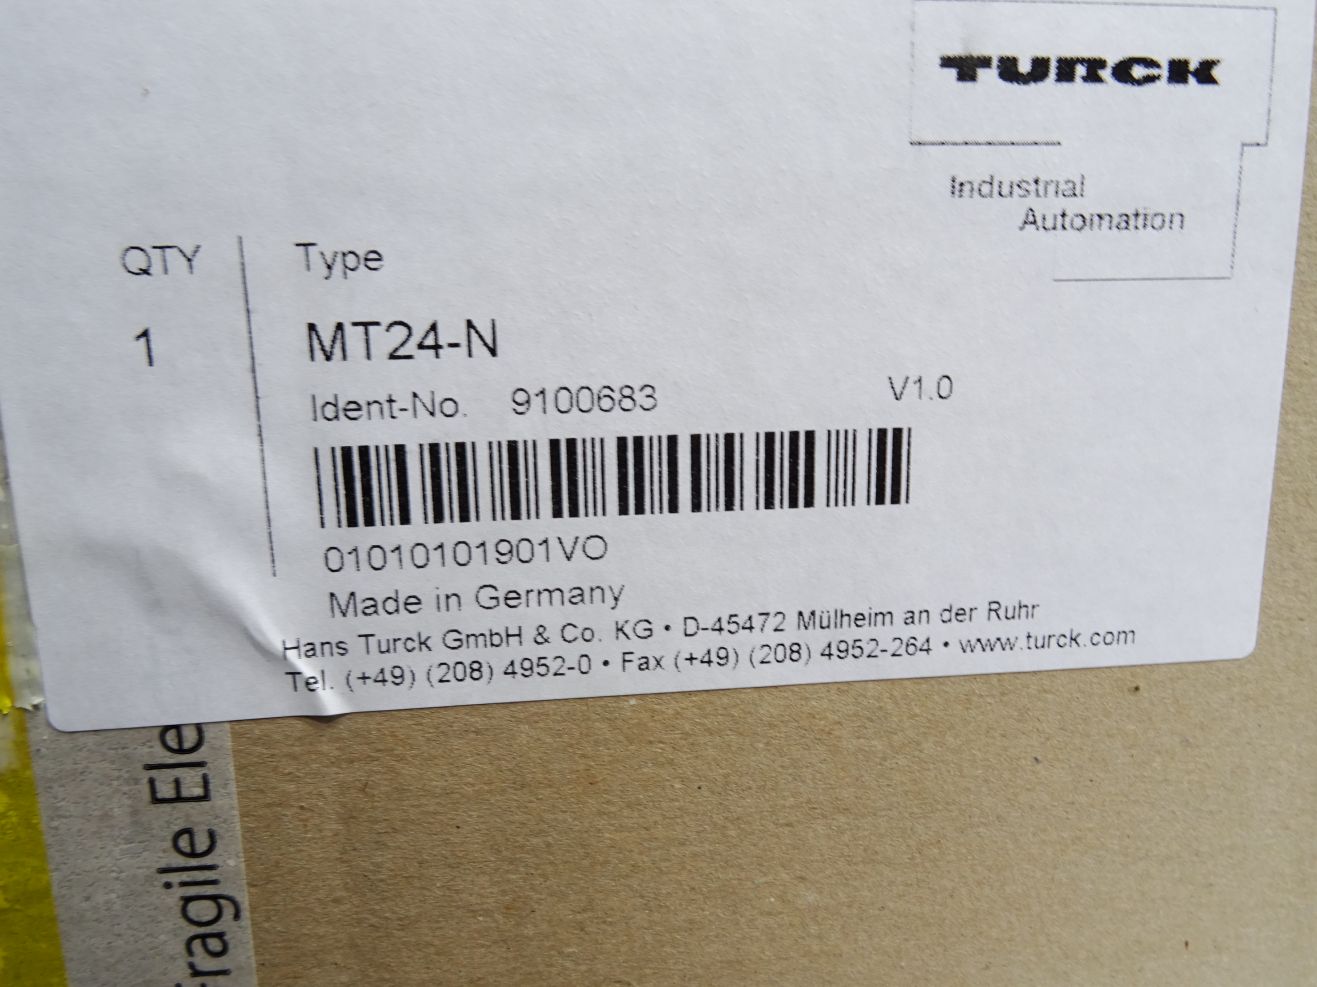 TURCK
Industrial
Automation
QTY Type
1 MT24-N
Ident-No. 9100683 V1.0
01010101901VO
Made in Germany
Hans Turck GmbH & Co. KG • D-45472 Mülheim an der Ruhr
Tel. (+49) (208) 4952-0 • Fax (+49) (208) 4952-264 • www.turck.com
Fragile Ele